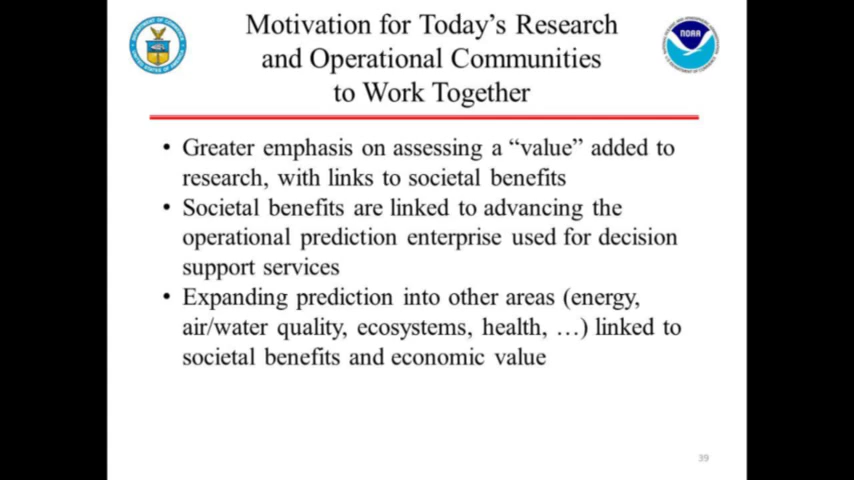 Motivation for Today's Research
and Operational Communities
to Work Together
NOAA
• Greater emphasis on assessing a “value” added to
research, with links to societal benefits
• Societal benefits are linked to advancing the
operational prediction enterprise used for decision
support services
• Expanding prediction into other areas (energy,
air/water quality, ecosystems, health, …) linked to
societal benefits and economic value
39